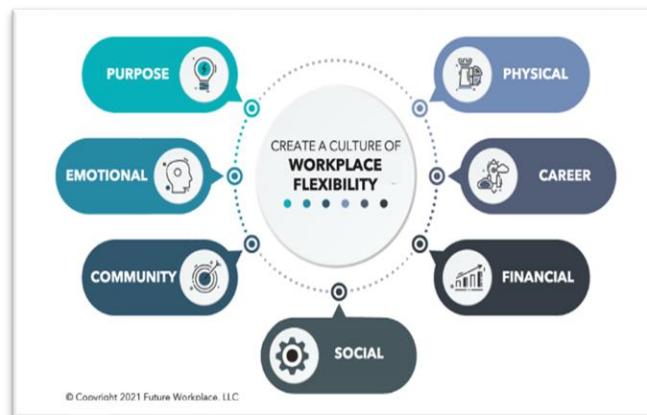 PURPOSE
PHYSICAL
CREATE A CULTURE OF
WORKPLACE
FLEXIBILITY
EMOTIONAL
CAREER
COMMUNITY
FINANCIAL
SOCIAL
© Copyright 2021 Future Workplace, LLC